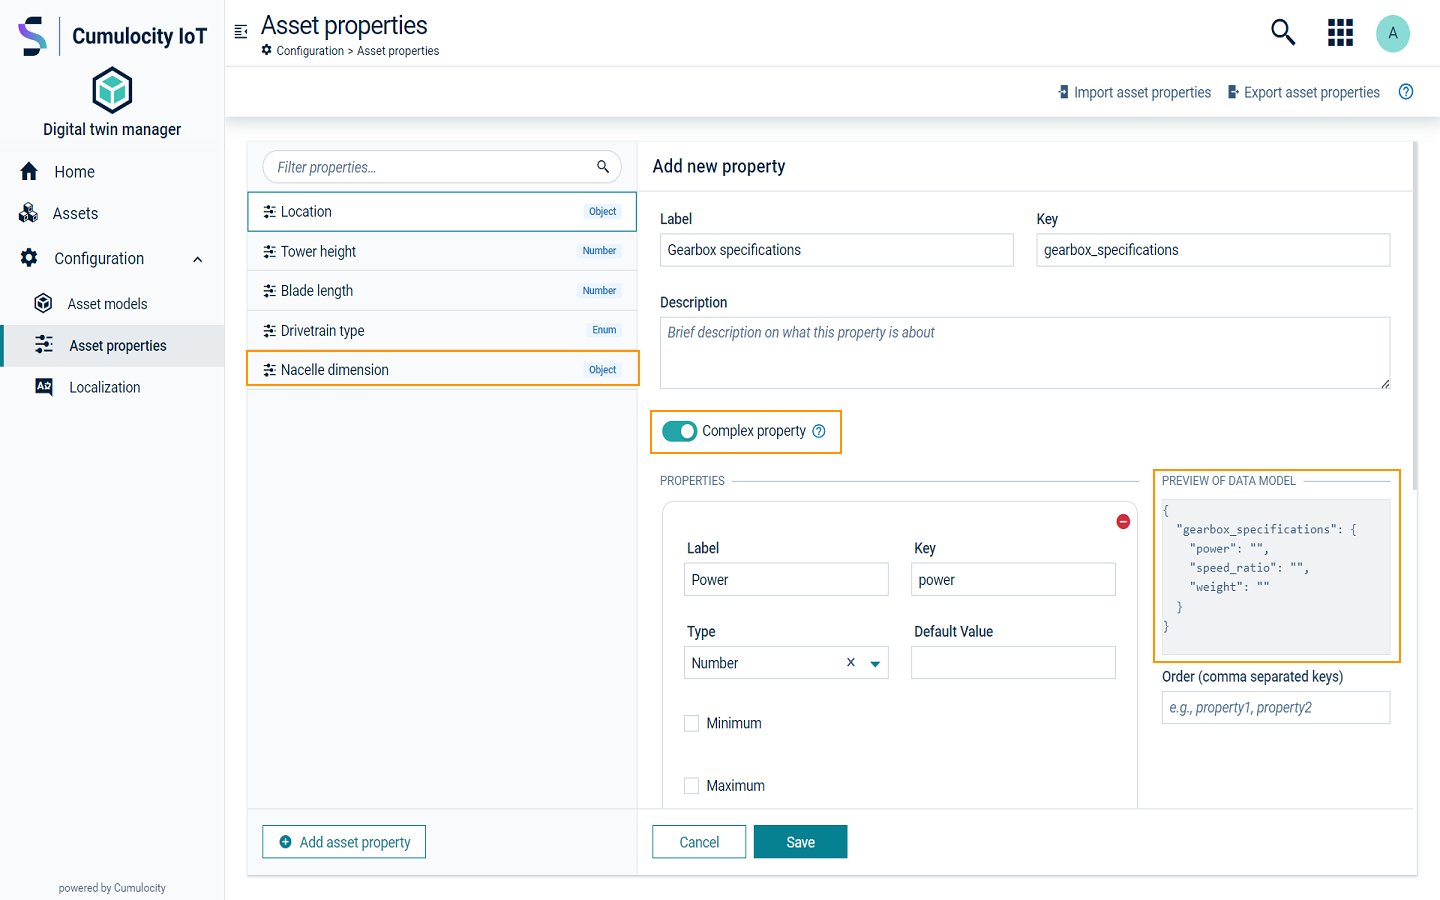 Cumulocity IoT
Digital twin manager
Home
Assets
Configuration
Asset models
Asset properties
Localization
powered by Cumulocity
Asset properties
Configuration > Asset properties
A
Import asset properties
Export asset properties
Filter properties...
Location Object
Tower height Number
Blade length Number
Drivetrain type Enum
Nacelle dimension Object
Add asset property
Add new property
Label
Key
Gearbox specifications
gearbox_specifications
Description
Brief description on what this property is about
Complex property
PROPERTIES
Label
Key
Power
power
Type
Default Value
Number
Minimum
Maximum
PREVIEW OF DATA MODEL
{
"gearbox_specifications": {
"power": "",
"speed_ratio": "",
"weight": ""
}
}
Order (comma separated keys)
e.g., property1, property2
Cancel
Save